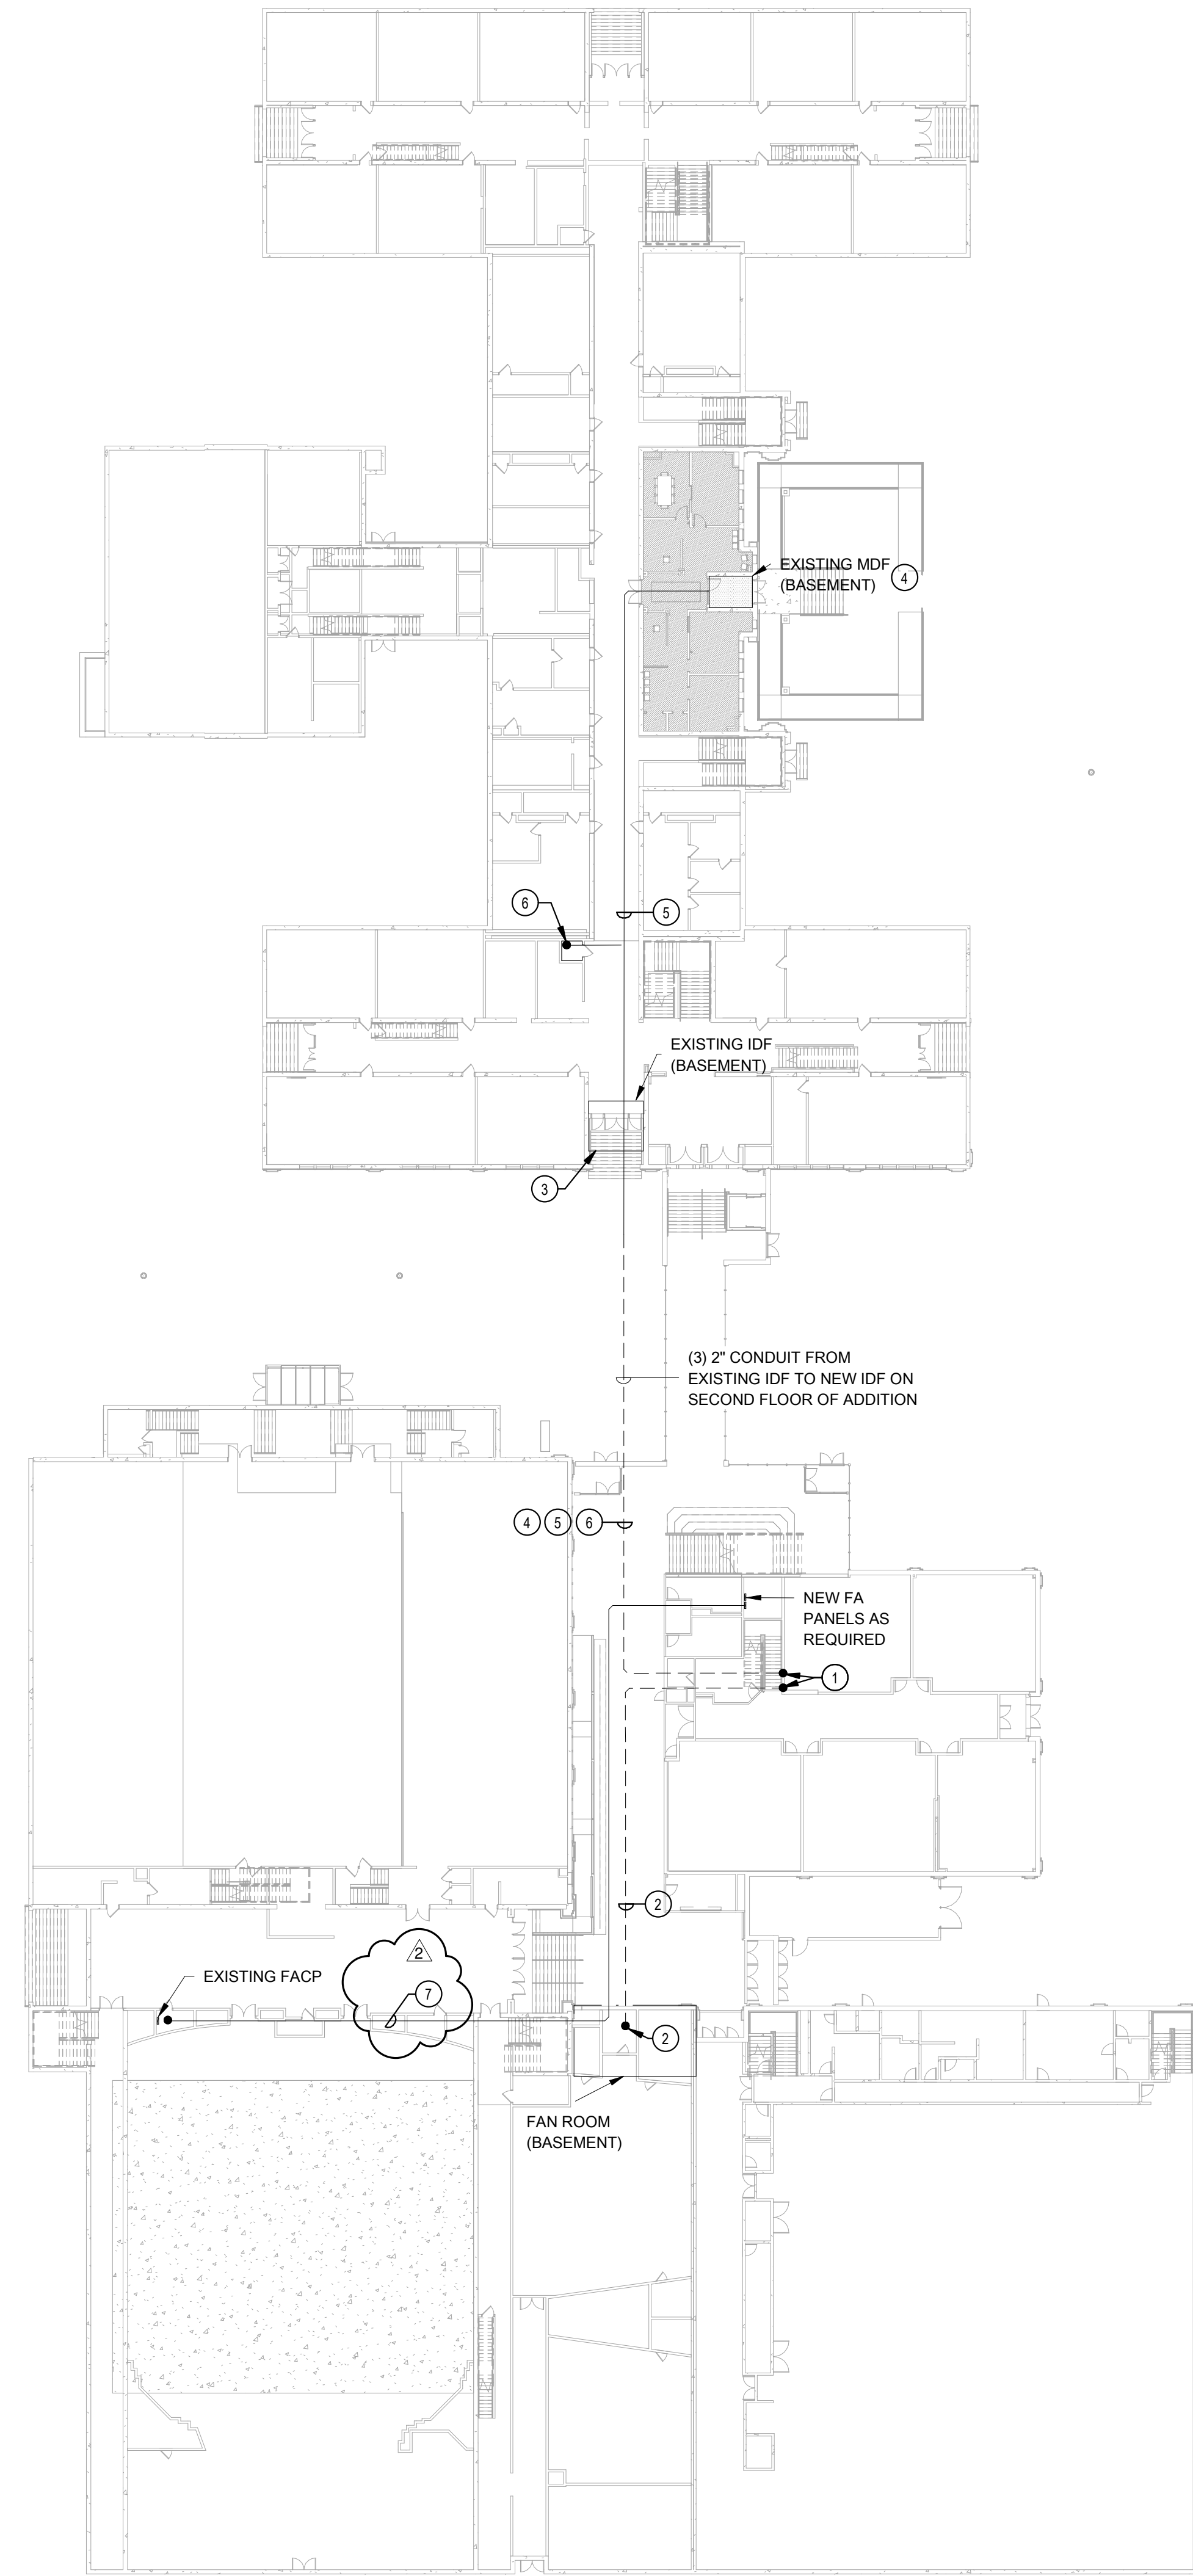 EXISTING MDF
(BASEMENT)
4
6
5
EXISTING IDF
(BASEMENT)
3
(3) 2" CONDUIT FROM
EXISTING IDF TO NEW IDF ON
SECOND FLOOR OF ADDITION
4 5 6
NEW FA
PANELS AS
REQUIRED
1
2
2
EXISTING FACP
7
2
FAN ROOM
(BASEMENT)